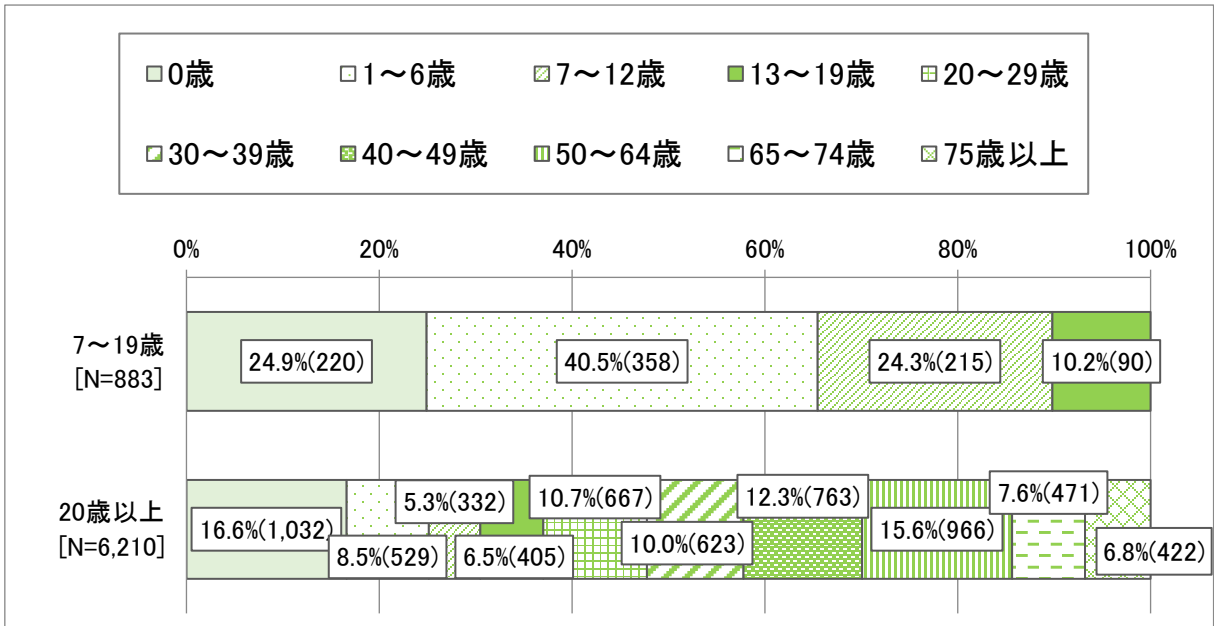 0歳 1～6歳 7～12歳 13～19歳 20～29歳
30～39歳 40～49歳 50～64歳 65～74歳 75歳以上
0% 20% 40% 60% 80% 100%
7～19歳
[N=883]
24.9%(220) 40.5%(358) 24.3%(215) 10.2%(90)
20歳以上
[N=6,210]
16.6%(1,032) 8.5%(529) 5.3%(332) 6.5%(405) 10.7%(667) 10.0%(623) 12.3%(763) 15.6%(966) 7.6%(471) 6.8%(422)